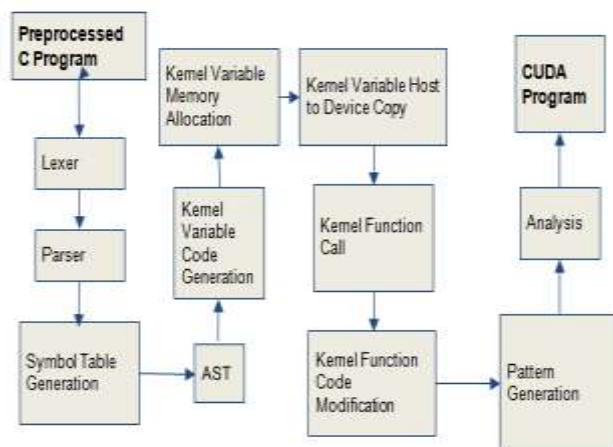 Preprocessed
C Program
Lexer
Parser
Symbol Table
Generation
AST
Kernel
Variable
Code
Generation
Kernel Variable
Memory
Allocation
Kernel Variable Host
to Device Copy
Kernel Function
Call
Kernel Function
Code
Modification
Pattern
Generation
Analysis
CUDA
Program